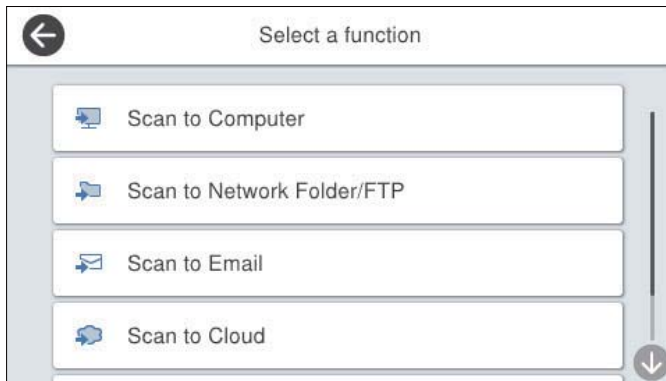 Select a function
Scan to Computer
Scan to Network Folder/FTP
Scan to Email
Scan to Cloud